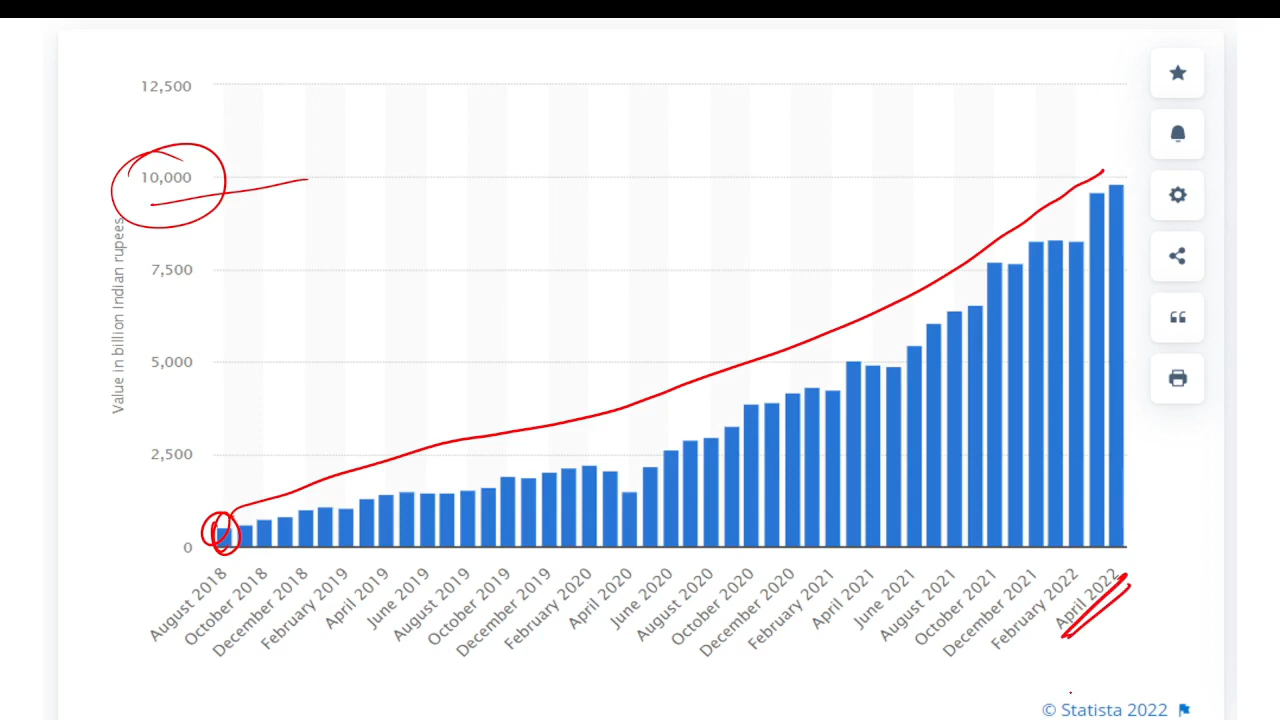 12,500
10,000
7,500
5,000
2,500
0
Value in billion Indian rupees
August 2018
October 2018
December 2018
February 2019
April 2019
June 2019
August 2019
October 2019
December 2019
February 2020
April 2020
June 2020
August 2020
October 2020
December 2020
February 2021
April 2021
June 2021
August 2021
October 2021
December 2021
February 2022
April 2022
© Statista 2022